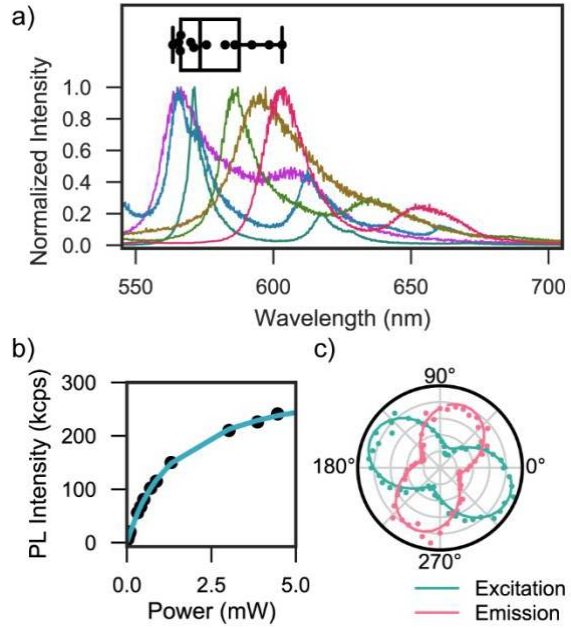 a)
Normalized Intensity
1.0
0.8
0.6
0.4
0.2
0.0
550
600
650
700
Wavelength (nm)
b)
PL Intensity (kcps)
300
200
100
0
0.0
2.5
5.0
Power (mW)
c)
90°
180°
0°
270°
Excitation
Emission